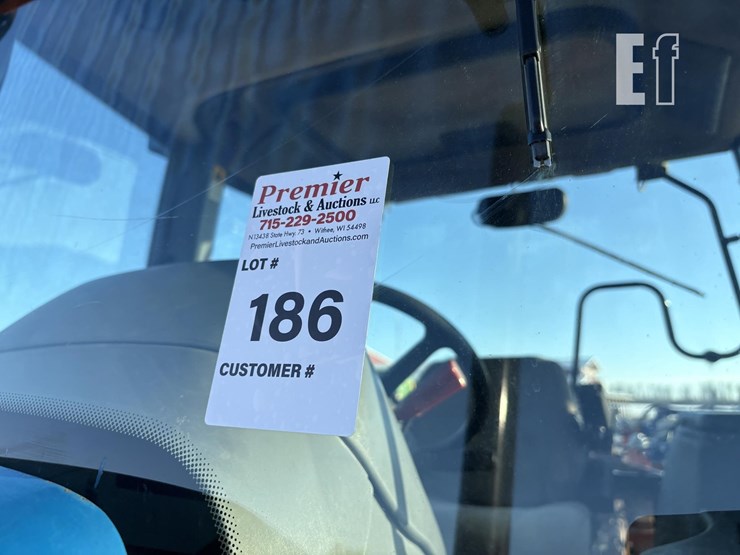 Ef
Premier
Livestock & Auctions LLC
715-229-2500
N13438 State Hwy. 73 • Withee, WI 54498
PremierLivestockandAuctions.com
LOT #
186
CUSTOMER #